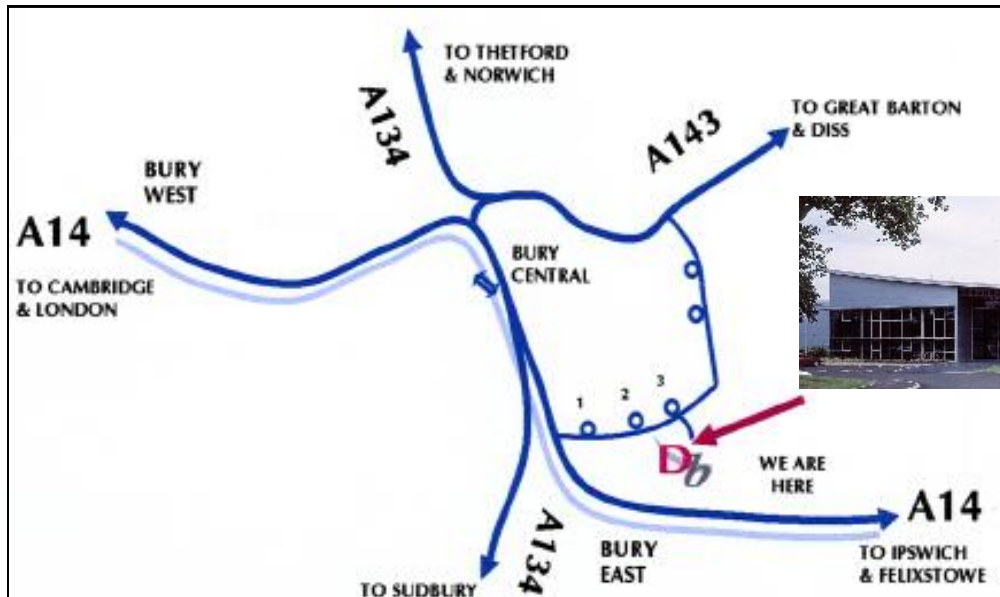 TO THETFORD
& NORWICH
A134
A143
TO GREAT BARTON
& DISS
BURY
WEST
A14
TO CAMBRIDGE
& LONDON
BURY
CENTRAL
1
2
3
Db
WE ARE
HERE
A14
TO IPSWICH
& FELIXSTOWE
BURY
EAST
A134
TO SUDBURY